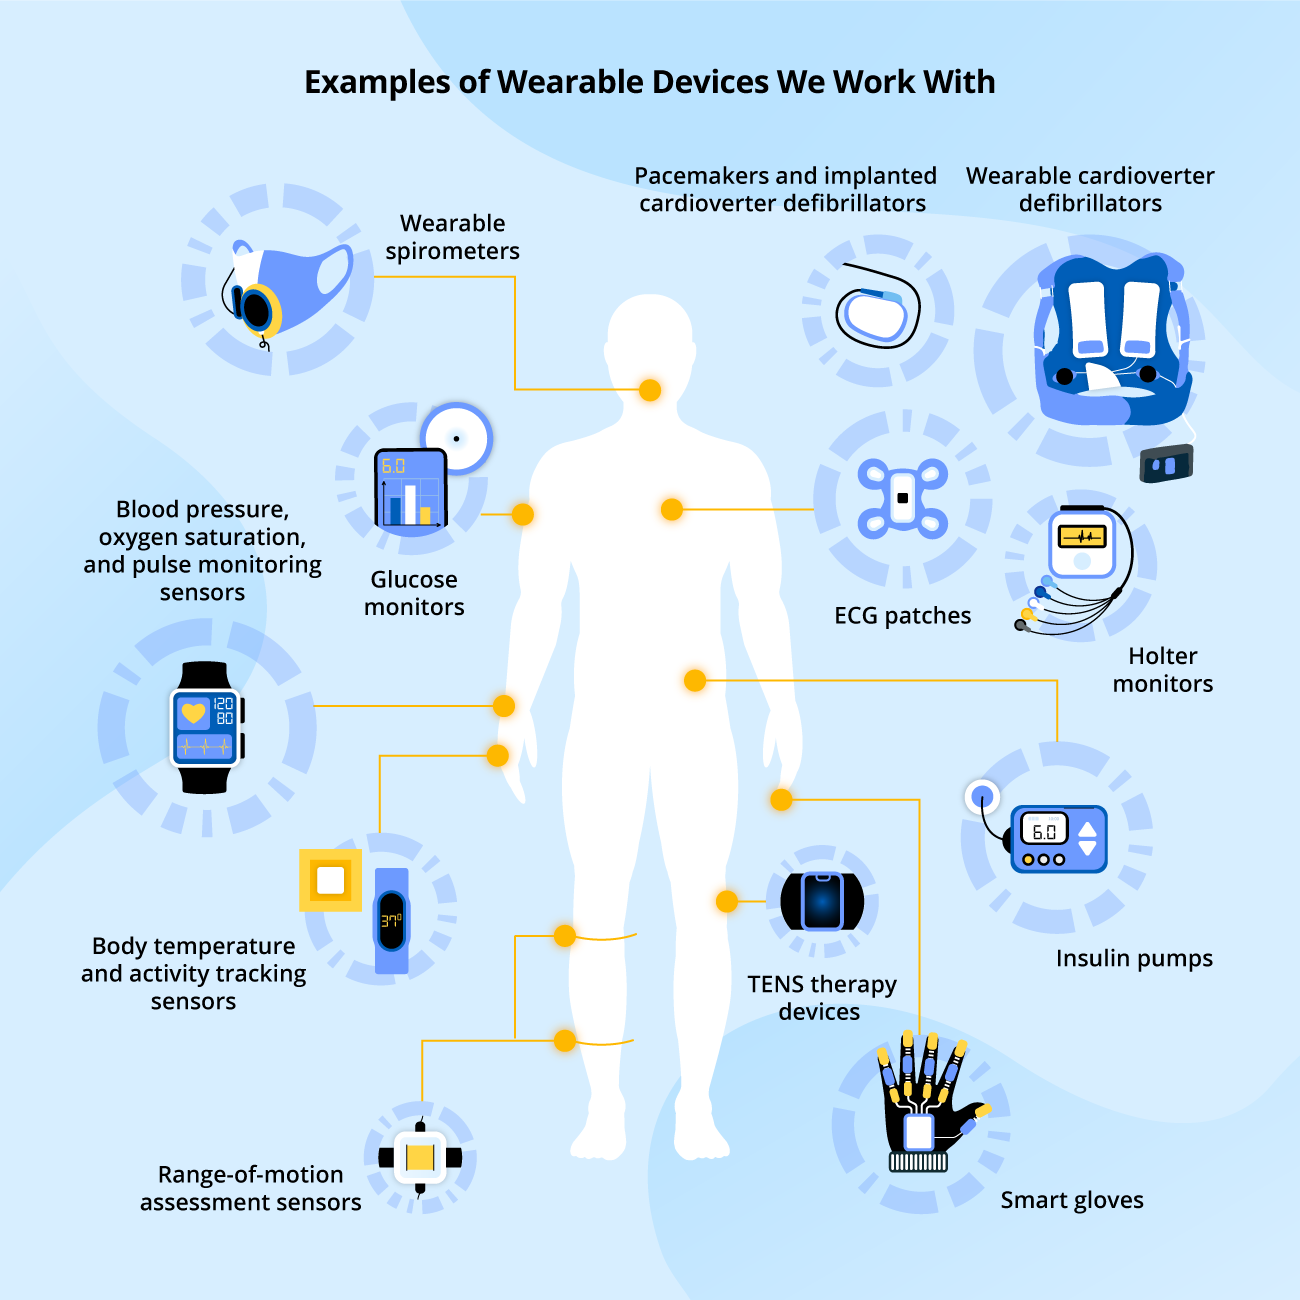 Examples of Wearable Devices We Work With
Pacemakers and implanted
cardioverter defibrillators
Wearable cardioverter
defibrillators
Wearable
spirometers
6.0
Glucose
monitors
Blood pressure,
oxygen saturation,
and pulse monitoring
sensors
120
80
ECG patches
Holter
monitors
6.0
Insulin pumps
37°
Body temperature
and activity tracking
sensors
TENS therapy
devices
Range-of-motion
assessment sensors
Smart gloves